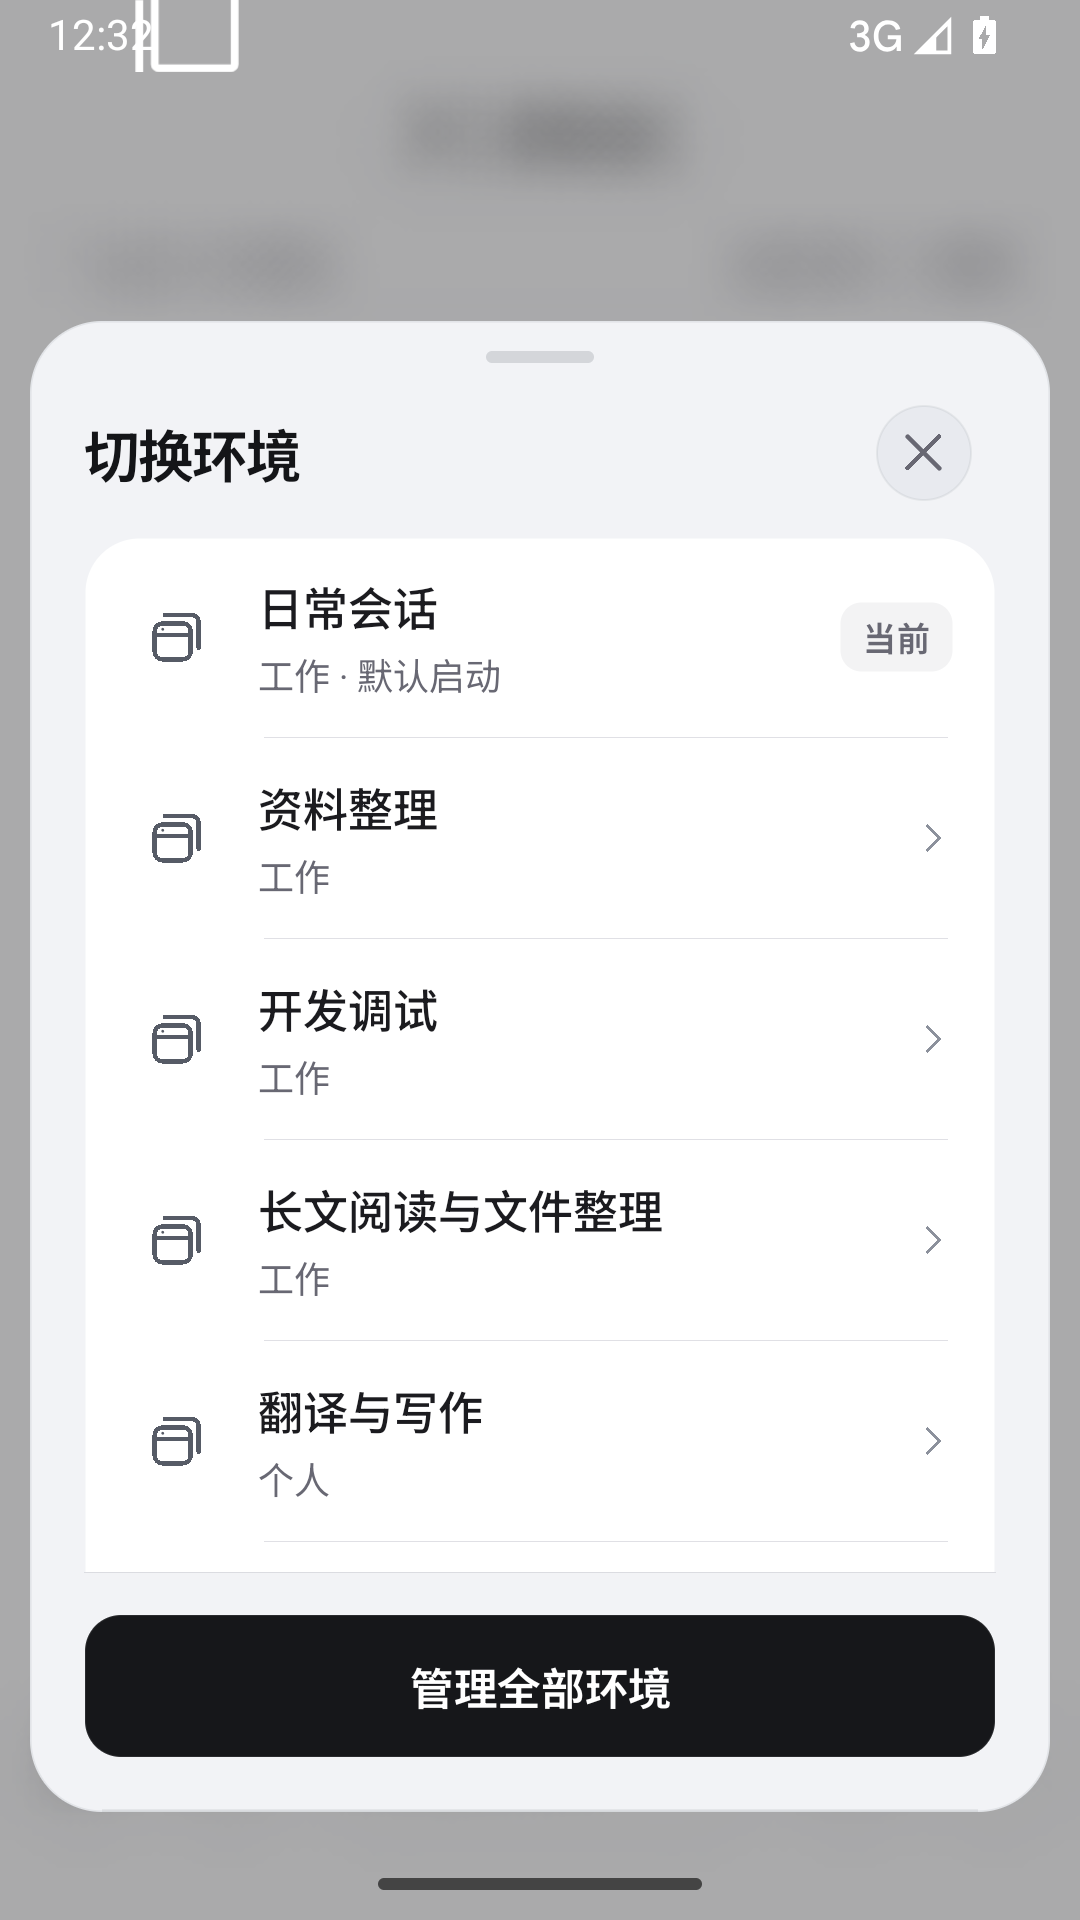 12:32
3G
切换环境
日常会话
工作 · 默认启动
当前
资料整理
工作
开发调试
工作
长文阅读与文件整理
工作
翻译与写作
个人
管理全部环境